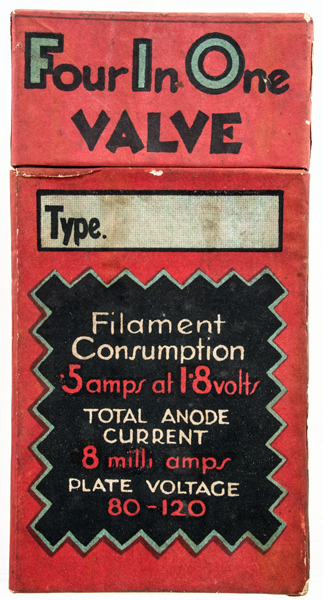 Four In One
VALVE
Type.
Filament
Consumption
·5 amps at 1·8 volts
TOTAL ANODE
CURRENT
8 milli amps
PLATE VOLTAGE
80-120